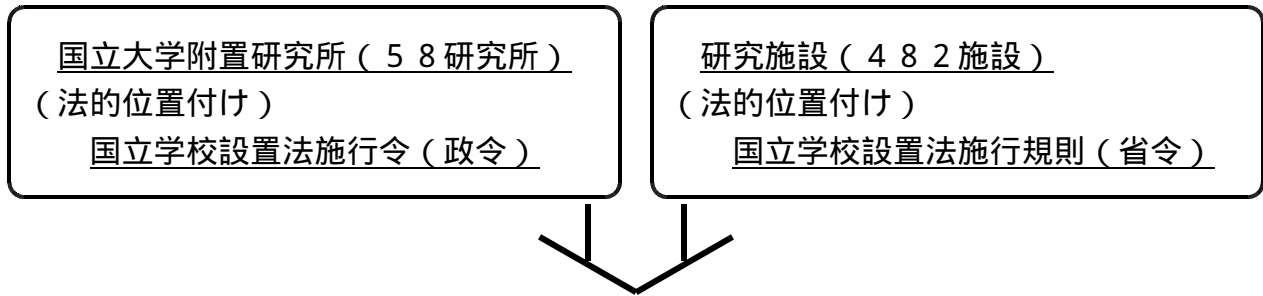 国立大学附置研究所(58研究所)
(法的位置付け)
国立学校設置法施行令(政令)
研究施設(482施設)
(法的位置付け)
国立学校設置法施行規則(省令)